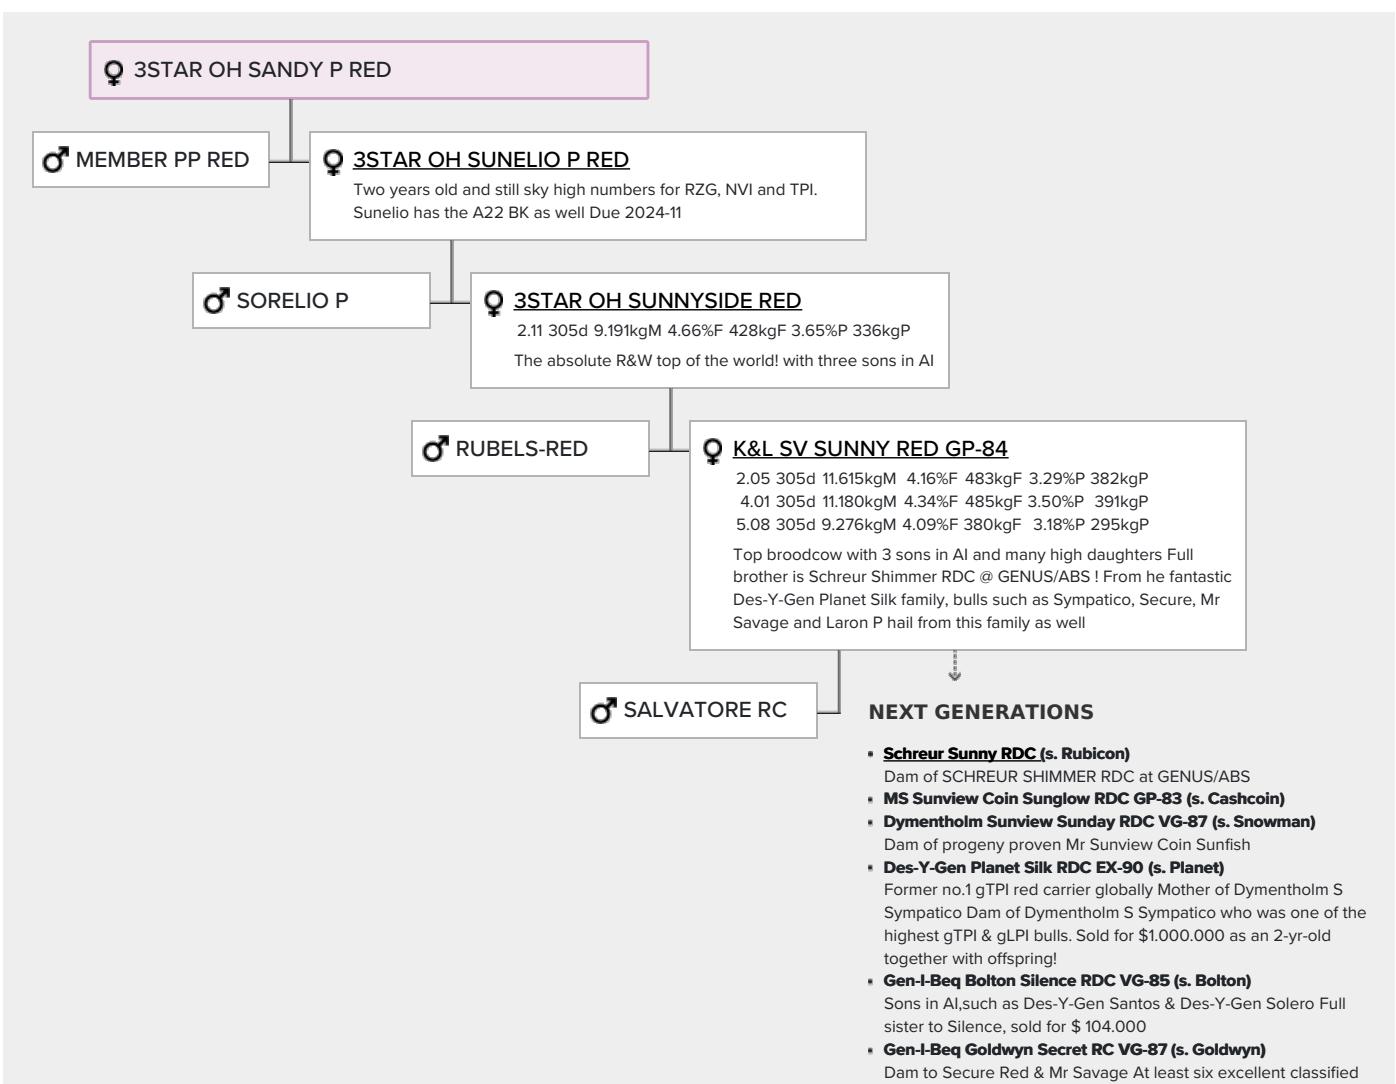 3STAR OH SANDY P RED
MEMBER PP RED
3STAR OH SUNELIO P RED
Two years old and still sky high numbers for RZG, NVI and TPI.
Sunelio has the A22 BK as well Due 2024-11
SORELIO P
3STAR OH SUNNYSIDE RED
2.11 305d 9.191kgM 4.66%F 428kgF 3.65%P 336kgP
The absolute R&W top of the world! with three sons in AI
RUBELS-RED
K&L SV SUNNY RED GP-84
2.05 305d 11.615kgM 4.16%F 483kgF 3.29%P 382kgP
4.01 305d 11.180kgM 4.34%F 485kgF 3.50%P 391kgP
5.08 305d 9.276kgM 4.09%F 380kgF 3.18%P 295kgP
Top broodcow with 3 sons in AI and many high daughters Full
brother is Schreur Shimmer RDC @ GENUS/ABS ! From he fantastic
Des-Y-Gen Planet Silk family, bulls such as Sympatico, Secure, Mr
Savage and Laron P hail from this family as well
SALVATORE RC
NEXT GENERATIONS
Schreur Sunny RDC (s. Rubicon)
Dam of SCHREUR SHIMMER RDC at GENUS/ABS
MS Sunview Coin Sunglow RDC GP-83 (s. Cashcoin)
Dymentholm Sunview Sunday RDC VG-87 (s. Snowman)
Dam of progeny proven Mr Sunview Coin Sunfish
Des-Y-Gen Planet Silk RDC EX-90 (s. Planet)
Former no.1 gTPI red carrier globally Mother of Dymentholm S
Sympatico Dam of Dymentholm S Sympatico who was one of the
highest gTPI & gLPI bulls. Sold for $1.000.000 as an 2-yr-old
together with offspring!
Gen-I-Beq Bolton Silence RDC VG-85 (s. Bolton)
Sons in AI,such as Des-Y-Gen Santos & Des-Y-Gen Solero Full
sister to Silence, sold for $ 104.000
Gen-I-Beq Goldwyn Secret RC VG-87 (s. Goldwyn)
Dam to Secure Red & Mr Savage At least six excellent classified